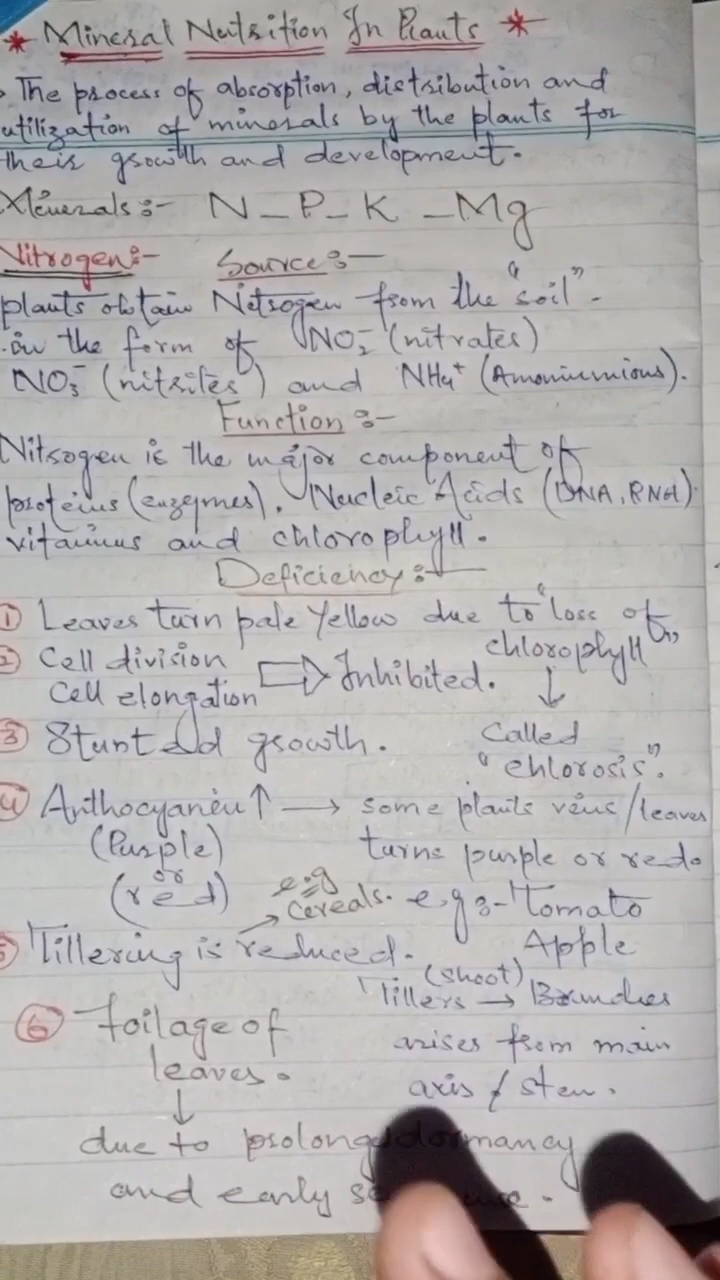 * Mineral Nutrition In Plants *
The process of absorption, distribution and
utilization of minerals by the plants for
their growth and development.
Minerals:- N-P-K-Mg
Nitrogen:- Source:-
plants obtain Nitrogen from the "soil".
in the form of NO₂⁻ (nitrates)
NO₃⁻ (nitrites) and NH₄⁺ (Amoniumions).
Function:-
Nitrogen is the major component of
proteins (enzymes). Nucleic Acids (DNA, RNA)
vitamins and chlorophyll.
Deficiency:-
① Leaves turn pale Yellow due to "loss of
chlorophyll"
↓
Called
"chlorosis".
② Cell division
Cell elongation ⇒ Inhibited.
③ Stunted growth.
④ Anthocyanin ↑ → some plants veins/leaves
turns purple or red.
(Purple)
or
(red)
e.g:- Tomato
Apple
⑤ Tillering is reduced. → e.g Cereals.
(shoot)
Tillers → Branches
arises from main
axis / stem.
⑥ foilage of
leaves.
↓
due to prolonged dormancy
and early